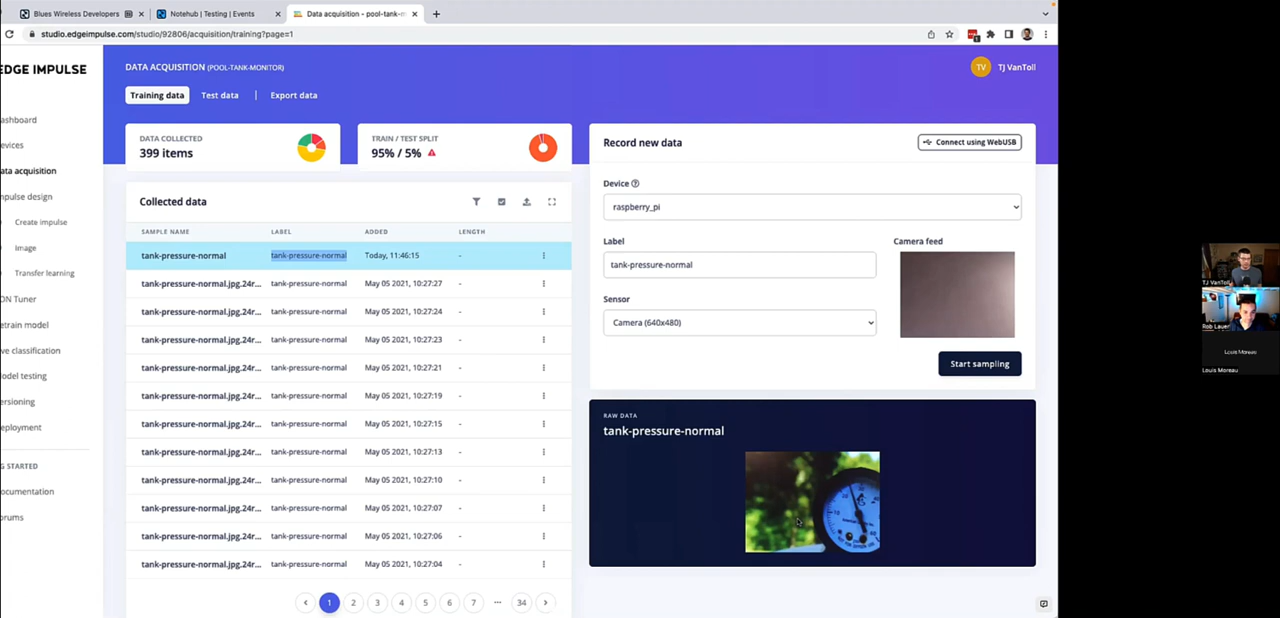 Blues Wireless Developers
Notehub | Testing | Events
Data acquisition - pool-tank-m
studio.edgeimpulse.com/studio/92806/acquisition/training?page=1
EDGE IMPULSE
DATA ACQUISITION (POOL-TANK-MONITOR)
TV
TJ VanToll
Training data
Test data
Export data
ashboard
evices
ata acquisition
mpulse design
Create impulse
Image
Transfer learning
ON Tuner
etrain model
ve classification
odel testing
ersioning
eployment
G STARTED
ocumentation
orums
DATA COLLECTED
399 items
TRAIN / TEST SPLIT
95% / 5%
Collected data
SAMPLE NAME LABEL ADDED LENGTH
tank-pressure-normal tank-pressure-normal Today, 11:46:15 -
tank-pressure-normal.jpg.24r... tank-pressure-normal May 05 2021, 10:27:27 -
tank-pressure-normal.jpg.24r... tank-pressure-normal May 05 2021, 10:27:24 -
tank-pressure-normal.jpg.24r... tank-pressure-normal May 05 2021, 10:27:23 -
tank-pressure-normal.jpg.24r... tank-pressure-normal May 05 2021, 10:27:21 -
tank-pressure-normal.jpg.24r... tank-pressure-normal May 05 2021, 10:27:19 -
tank-pressure-normal.jpg.24r... tank-pressure-normal May 05 2021, 10:27:15 -
tank-pressure-normal.jpg.24r... tank-pressure-normal May 05 2021, 10:27:13 -
tank-pressure-normal.jpg.24r... tank-pressure-normal May 05 2021, 10:27:10 -
tank-pressure-normal.jpg.24r... tank-pressure-normal May 05 2021, 10:27:07 -
tank-pressure-normal.jpg.24r... tank-pressure-normal May 05 2021, 10:27:06 -
tank-pressure-normal.jpg.24r... tank-pressure-normal May 05 2021, 10:27:04 -
1 2 3 4 5 6 7 ... 34
Record new data
Connect using WebUSB
Device
raspberry_pi
Label
tank-pressure-normal
Camera feed
Sensor
Camera (640x480)
Start sampling
RAW DATA
tank-pressure-normal
TJ VanToll
Rob Lauer
Louis Moreau
Louis Moreau